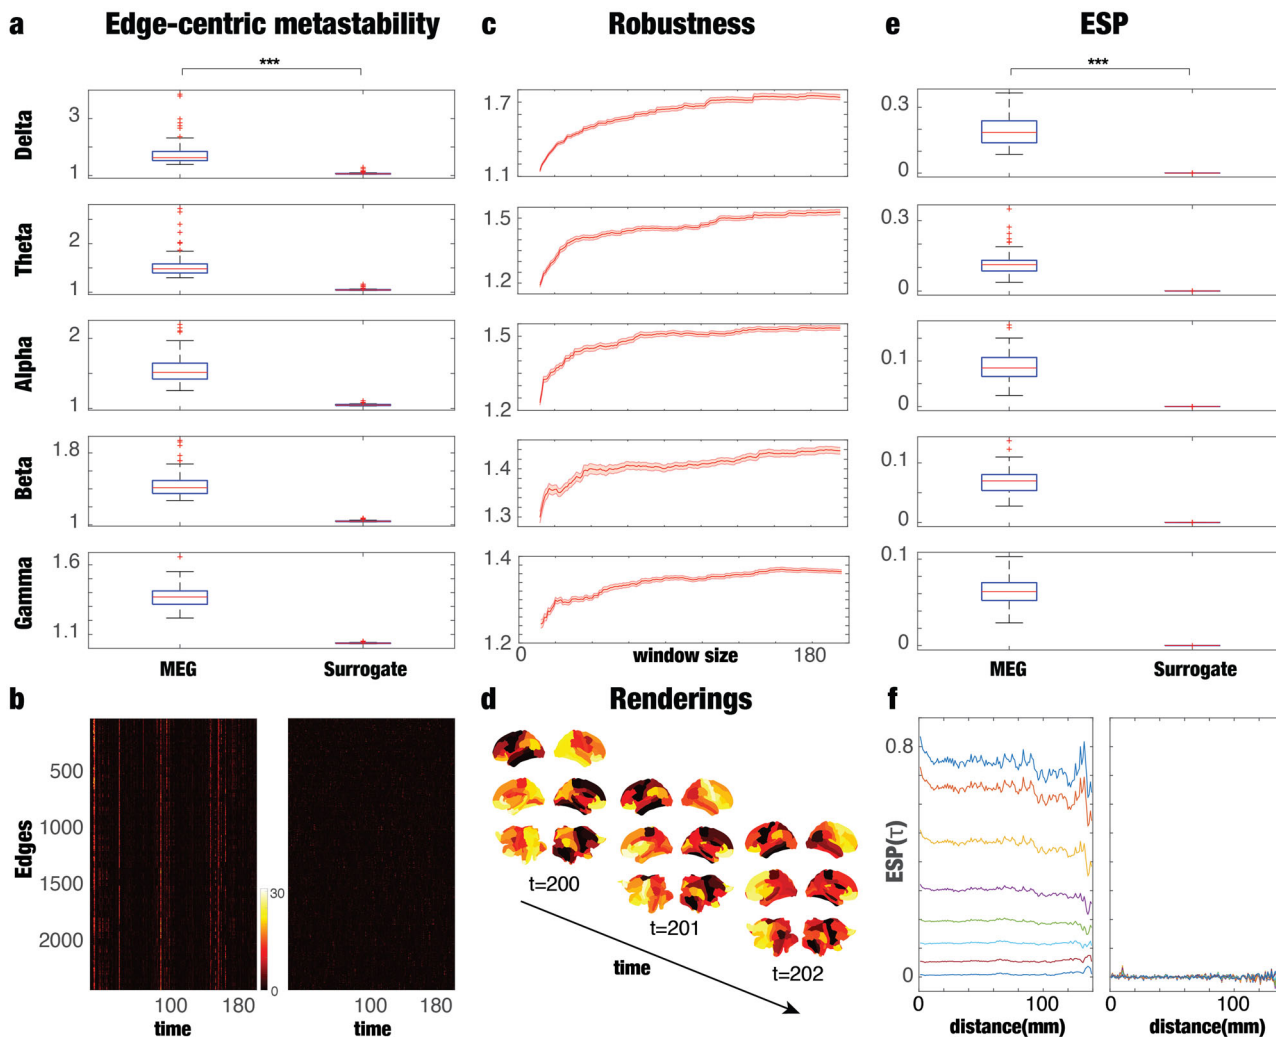 a Edge-centric metastability
***
Delta
3
1
Theta
2
1
Alpha
2
1
Beta
1.8
1
Gamma
1.6
1.1
MEG Surrogate
c Robustness
1.7
1.1
1.5
1.2
1.5
1.2
1.4
1.3
1.4
1.2
0 window size 180
e ESP
***
0.3
0
0.3
0
0.1
0
0.1
0
0.1
0
MEG Surrogate
b
Edges
500
1000
1500
2000
30
0
100 180 100 180
time time
d Renderings
t=200
t=201
t=202
time
f
ESP(τ)
0.8
0
0 100 0 100
distance(mm) distance(mm)